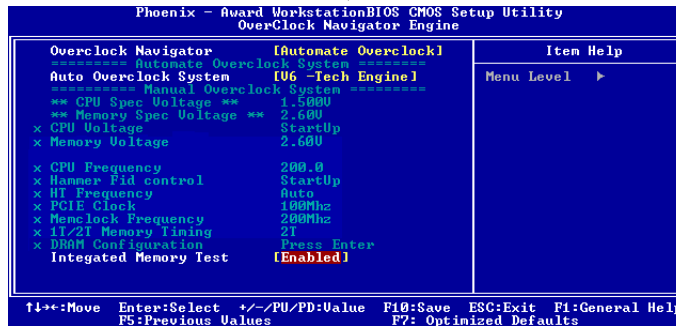 Phoenix - Award WorkstationBIOS CMOS Setup Utility
OverClock Navigator Engine
Overclock Navigator [Automate Overclock]
======== Automate Overclock System ========
Auto Overclock System [V6 -Tech Engine]
========== Manual Overclock System =========
** CPU Spec Voltage ** 1.500V
** Memory Spec Voltage ** 2.60V
x CPU Voltage StartUp
x Memory Voltage 2.60V
x CPU Frequency 200.0
x Hammer Fid control StartUp
x HT Frequency Auto
x PCIE Clock 100Mhz
x Memclock Frequency 200Mhz
x 1T/2T Memory Timing 2T
x DRAM Configuration Press Enter
Integated Memory Test [Enabled]
Item Help
Menu Level ►
↑↓→←:Move Enter:Select +/-/PU/PD:Value F10:Save ESC:Exit F1:General Help
F5:Previous Values F7: Optimized Defaults